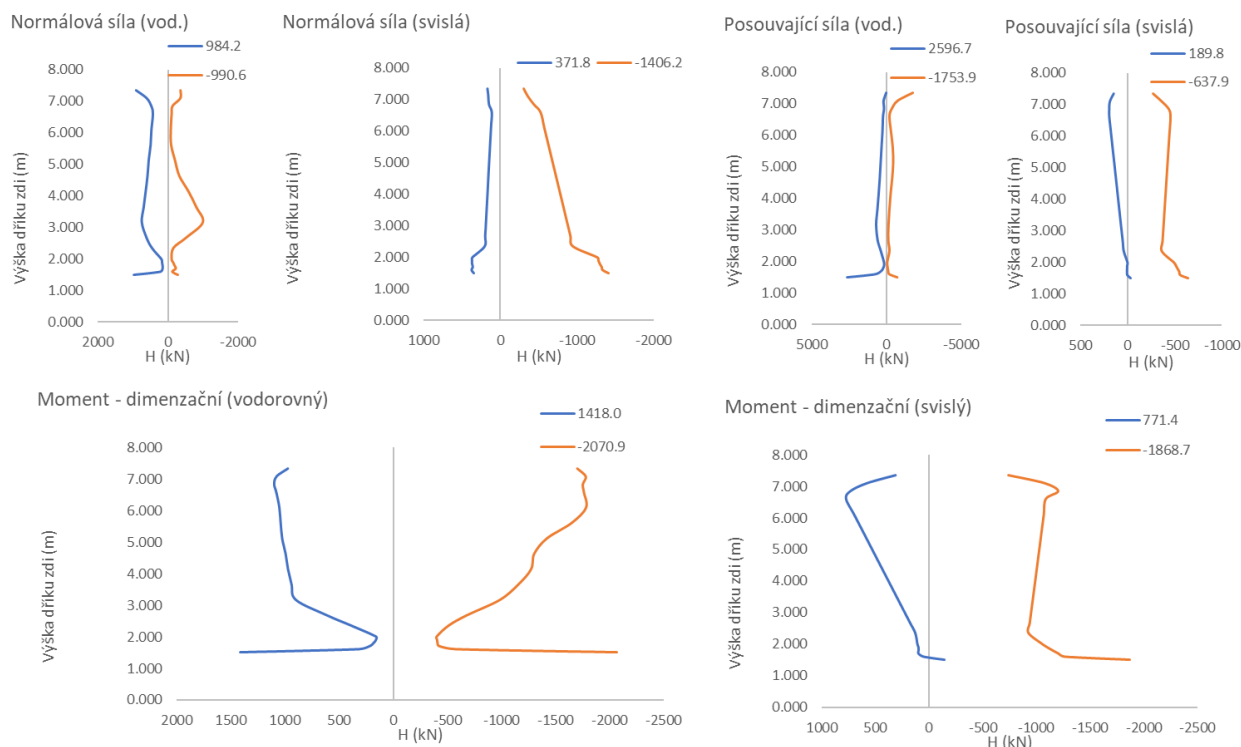 Normálová síla (vod.)
984.2
-990.6
8.000
7.000
6.000
5.000
4.000
3.000
2.000
1.000
0.000
Výška dříku zdi (m)
2000 0 -2000
H (kN)
Normálová síla (svislá)
371.8 -1406.2
8.000
7.000
6.000
5.000
4.000
3.000
2.000
1.000
0.000
Výška dříku zdi (m)
1000 0 -1000 -2000
H (kN)
Posouvající síla (vod.)
2596.7
-1753.9
8.000
7.000
6.000
5.000
4.000
3.000
2.000
1.000
0.000
Výška dříku zdi (m)
5000 0 -5000
H (kN)
Posouvající síla (svislá)
189.8
-637.9
8.000
7.000
6.000
5.000
4.000
3.000
2.000
1.000
0.000
Výška dříku zdi (m)
500 0 -500 -1000
H (kN)
Moment - dimenzační (vodorovný)
1418.0
-2070.9
8.000
7.000
6.000
5.000
4.000
3.000
2.000
1.000
0.000
Výška dříku zdi (m)
2000 1000 500 0 -500 -1000 -1500 -2000 -2500
H (kN)
Moment - dimenzační (svislý)
771.4
-1868.7
8.000
7.000
6.000
5.000
4.000
3.000
2.000
1.000
0.000
Výška dříku zdi (m)
1000 500 0 -500 -1000 -1500 -2000 -2500
H (kN)